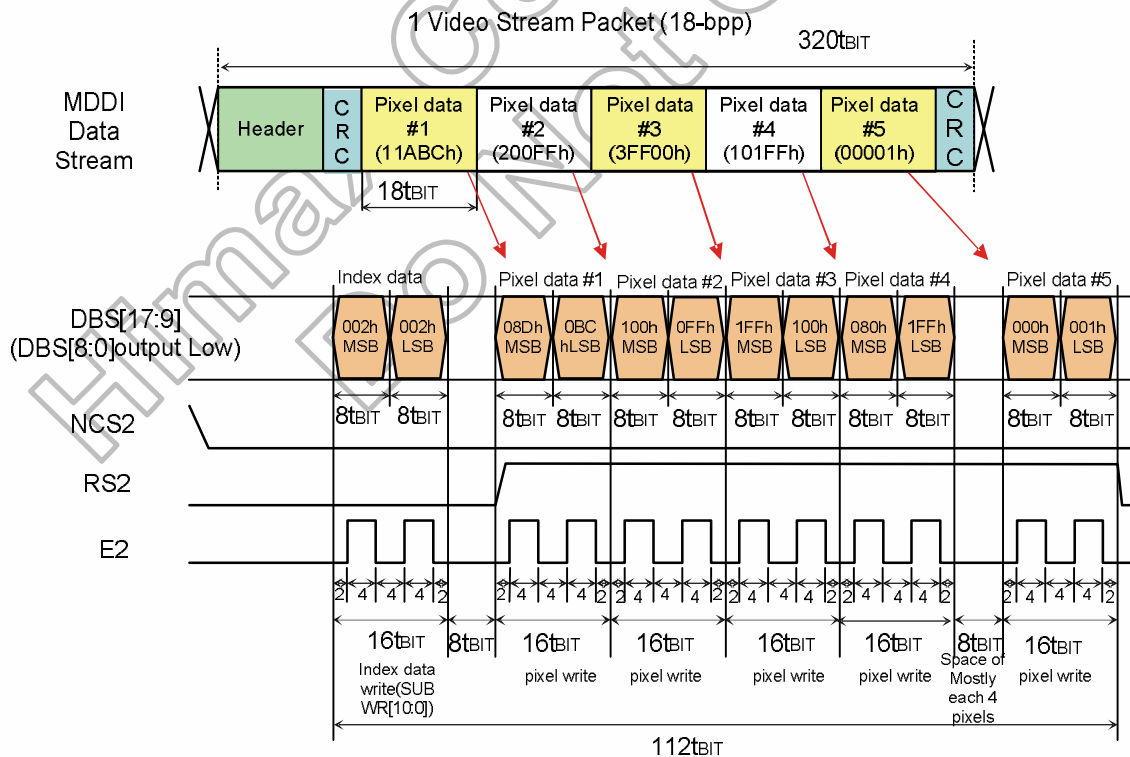 1 Video Stream Packet (18-bpp)
320tBIT
MDDI
Data
Stream
Header
C
R
C
Pixel data
#1
(11ABCh)
Pixel data
#2
(200FFh)
Pixel data
#3
(3FF00h)
Pixel data
#4
(101FFh)
Pixel data
#5
(00001h)
C
R
C
18tBIT
Index data
Pixel data #1
Pixel data #2
Pixel data #3
Pixel data #4
Pixel data #5
DBS[17:9]
(DBS[8:0]output Low)
002h
MSB
002h
LSB
08Dh
MSB
0BC
hLSB
100h
MSB
0FFh
LSB
1FFh
MSB
100h
LSB
080h
MSB
1FFh
LSB
000h
MSB
001h
LSB
8tBIT 8tBIT 8tBIT 8tBIT 8tBIT 8tBIT 8tBIT 8tBIT 8tBIT 8tBIT 8tBIT 8tBIT
NCS2
RS2
E2
2 4 4 4 2 2 4 4 4 2 2 4 4 4 2 2 4 4 4 2 2 4 4 4 2 2 4 4 4 2
16tBIT 8tBIT 16tBIT 16tBIT 16tBIT 16tBIT 8tBIT 16tBIT
Index data
write(SUB
WR[10:0])
pixel write
pixel write
pixel write
pixel write
Space of
Mostly
each 4
pixels
pixel write
112tBIT
Himax
Do Not